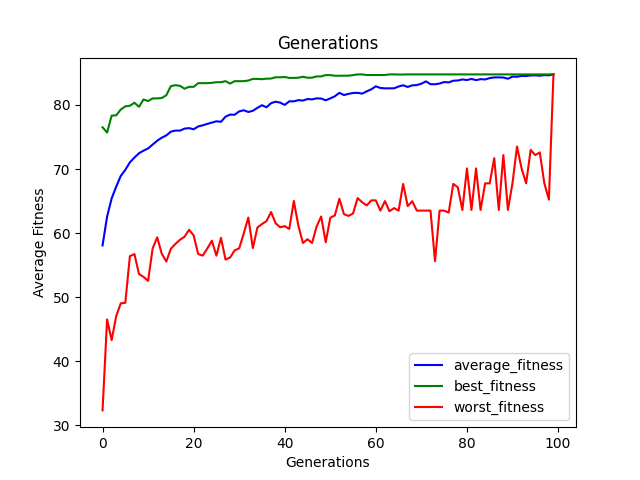 Generations
Average Fitness
80
70
60
50
40
30
0 20 40 60 80 100
Generations
average_fitness
best_fitness
worst_fitness